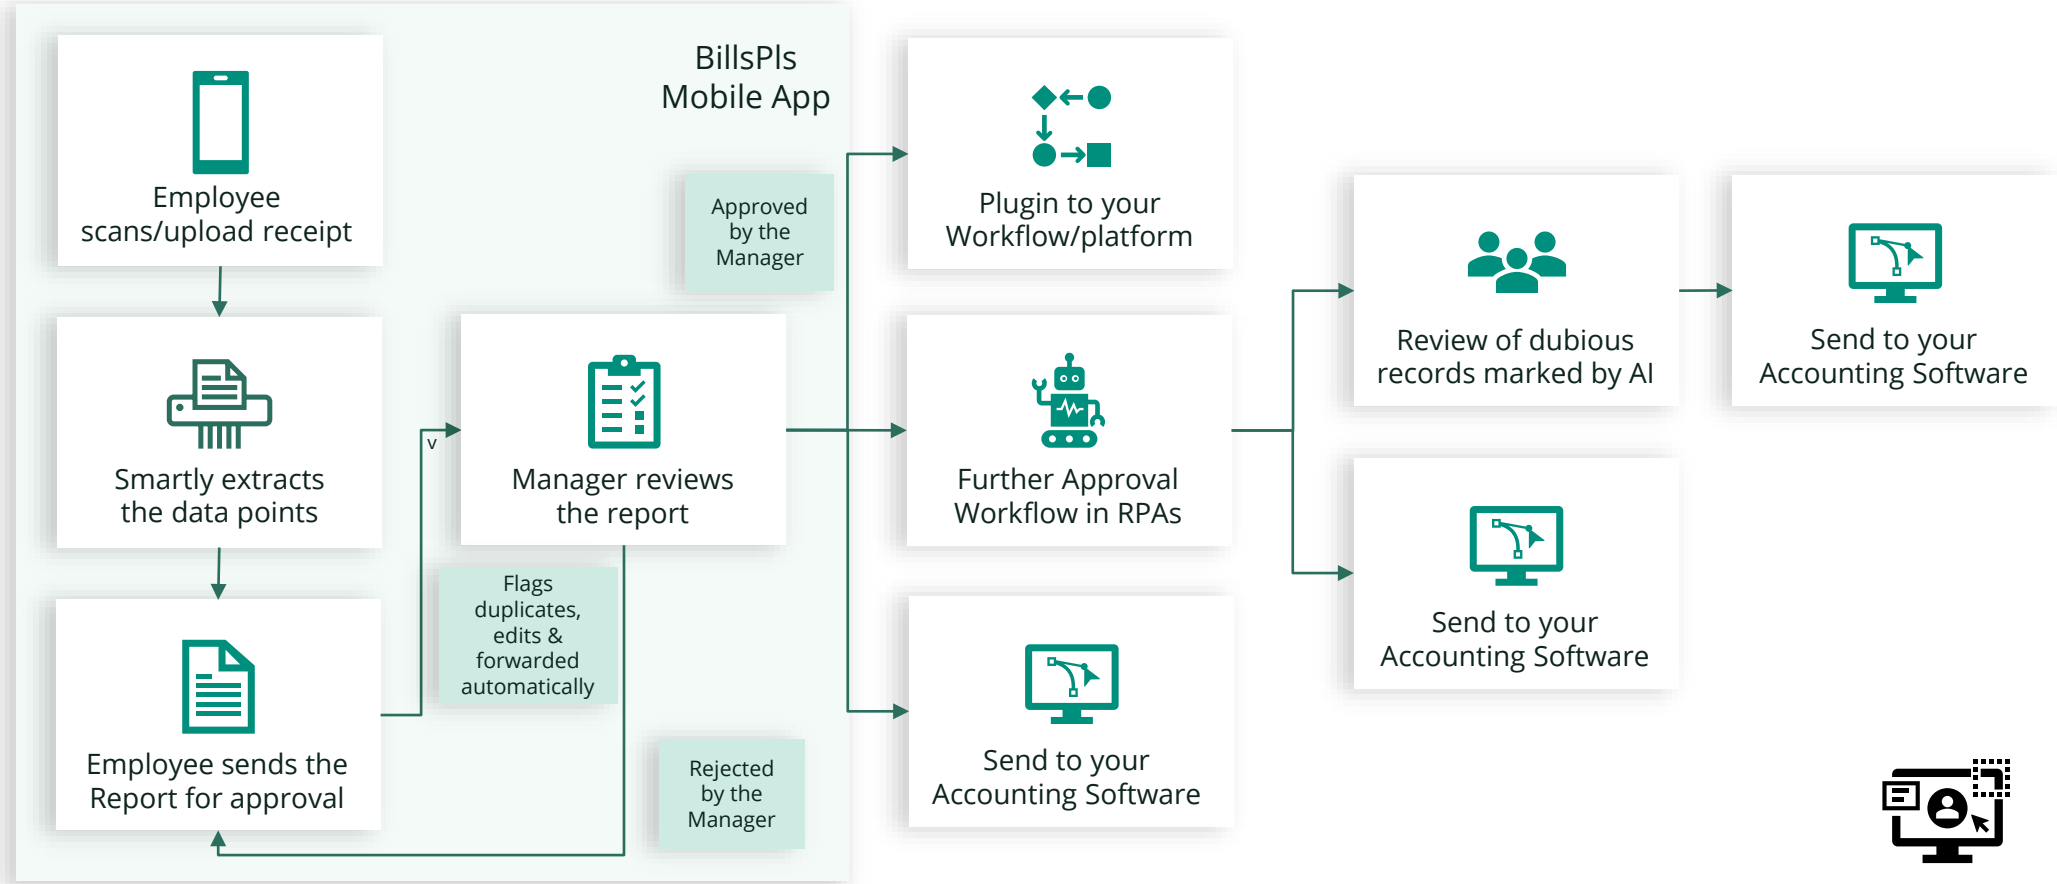 BillsPls
Mobile App
Employee
scans/upload receipt
Smartly extracts
the data points
Employee sends the
Report for approval
v
Flags
duplicates,
edits &
forwarded
automatically
Manager reviews
the report
Approved
by the
Manager
Rejected
by the
Manager
Plugin to your
Workflow/platform
Further Approval
Workflow in RPAs
Send to your
Accounting Software
Review of dubious
records marked by AI
Send to your
Accounting Software
Send to your
Accounting Software